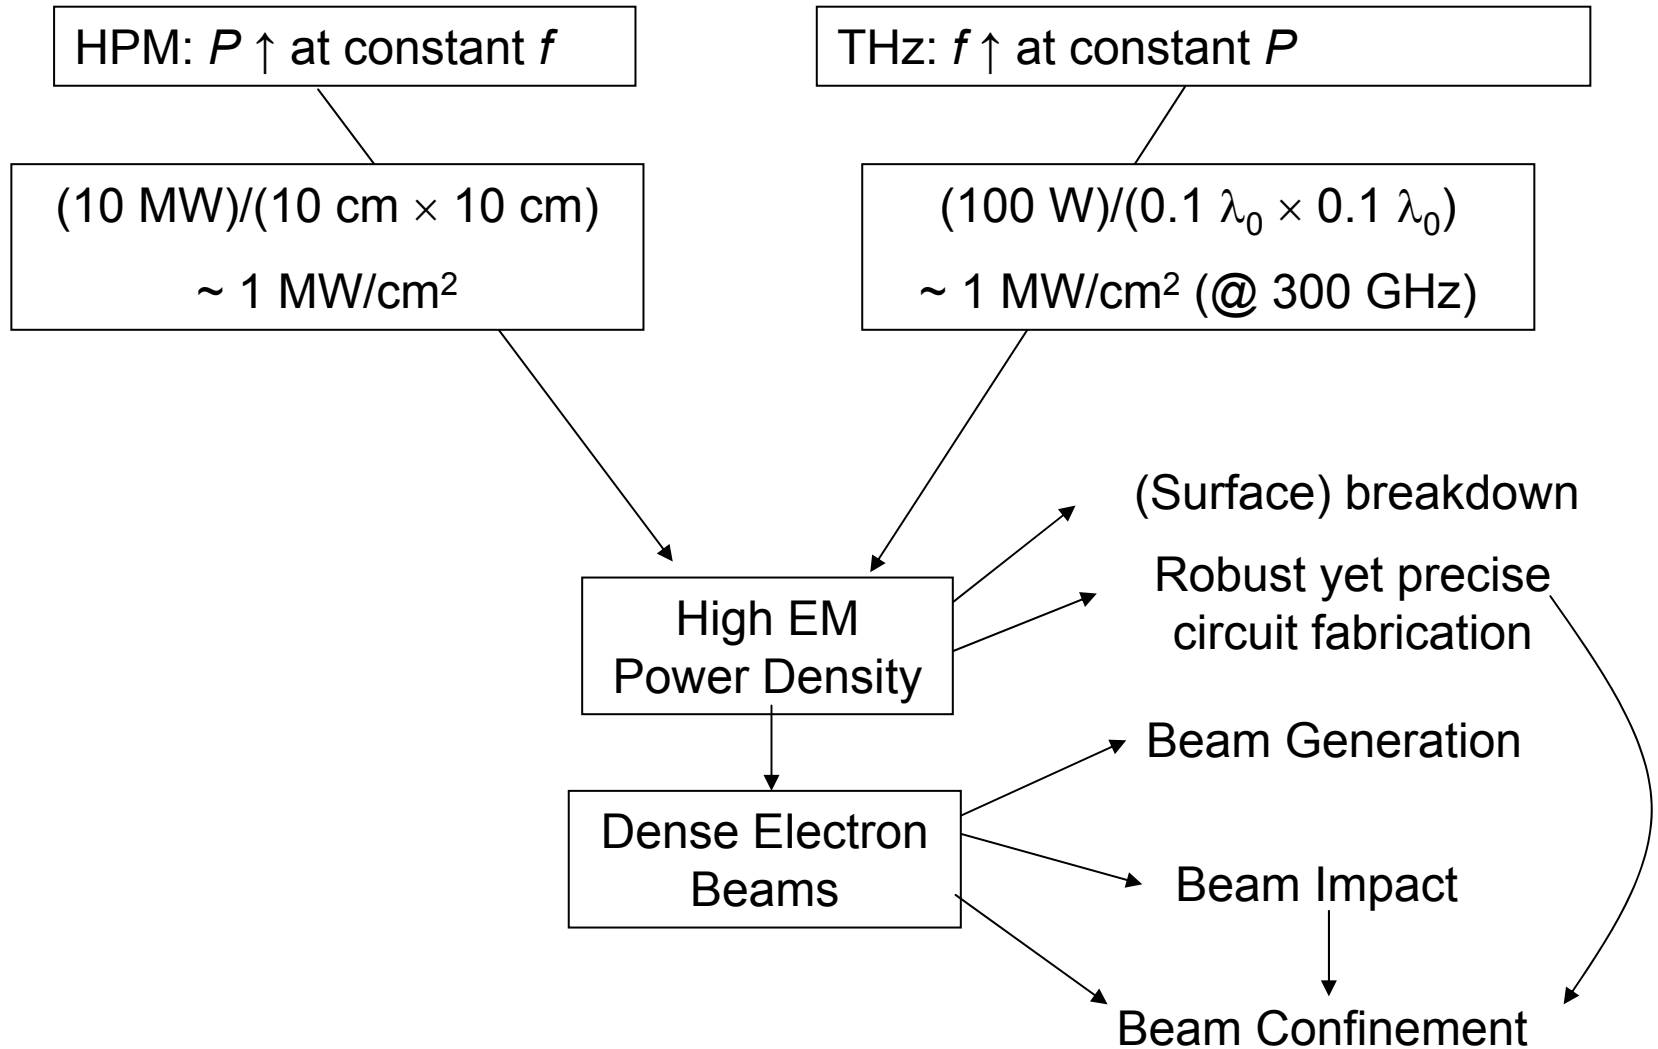 HPM: P ↑ at constant f
THz: f ↑ at constant P
(10 MW)/(10 cm × 10 cm)
~ 1 MW/cm²
(100 W)/(0.1 λ₀ × 0.1 λ₀)
~ 1 MW/cm² (@ 300 GHz)
(Surface) breakdown
Robust yet precise
circuit fabrication
High EM
Power Density
Beam Generation
Dense Electron
Beams
Beam Impact
Beam Confinement